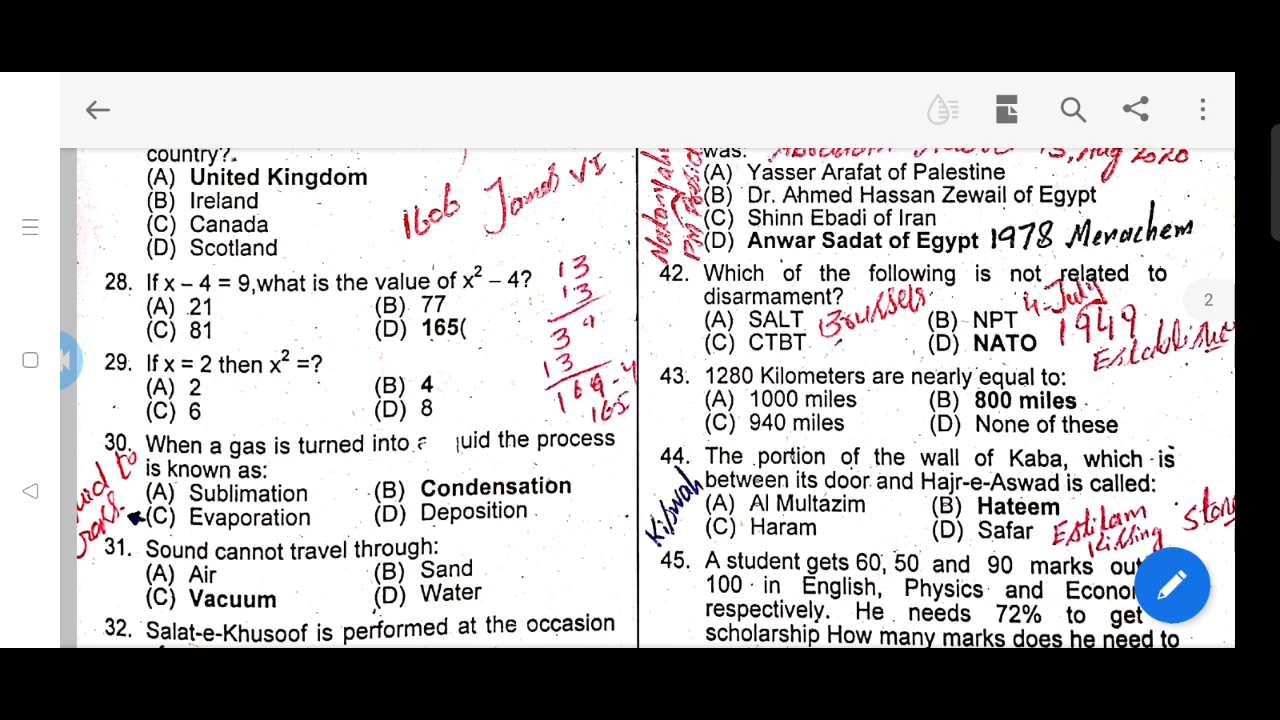 country?.
(A) United Kingdom
(B) Ireland
(C) Canada
(D) Scotland
1606 James VI
28. If x – 4 = 9,what is the value of x² – 4?
(A) 21 (B) 77
(C) 81 (D) 165(
13
13
39
13
169-4
165
29. If x = 2 then x² =?
(A) 2 (B) 4
(C) 6 (D) 8
30. When a gas is turned into a uid the process
is known as:
(A) Sublimation (B) Condensation
(C) Evaporation (D) Deposition
31. Sound cannot travel through:
(A) Air (B) Sand
(C) Vacuum (D) Water
32. Salat-e-Khusoof is performed at the occasion
was: 13, Aug 2020
(A) Yasser Arafat of Palestine
(B) Dr. Ahmed Hassan Zewail of Egypt
(C) Shinn Ebadi of Iran
(D) Anwar Sadat of Egypt 1978 Menachem
42. Which of the following is not related to
disarmament?
(A) SALT Brussels (B) NPT 4-July
(C) CTBT (D) NATO 1949
43. 1280 Kilometers are nearly equal to:
(A) 1000 miles (B) 800 miles
(C) 940 miles (D) None of these
44. The portion of the wall of Kaba, which is
between its door and Hajr-e-Aswad is called:
(A) Al Multazim (B) Hateem
(C) Haram (D) Safar
Kiswah
Estilam
Kissing
45. A student gets 60, 50 and 90 marks out
100 in English, Physics and Econo
respectively. He needs 72% to get
scholarship How many marks does he need to
2